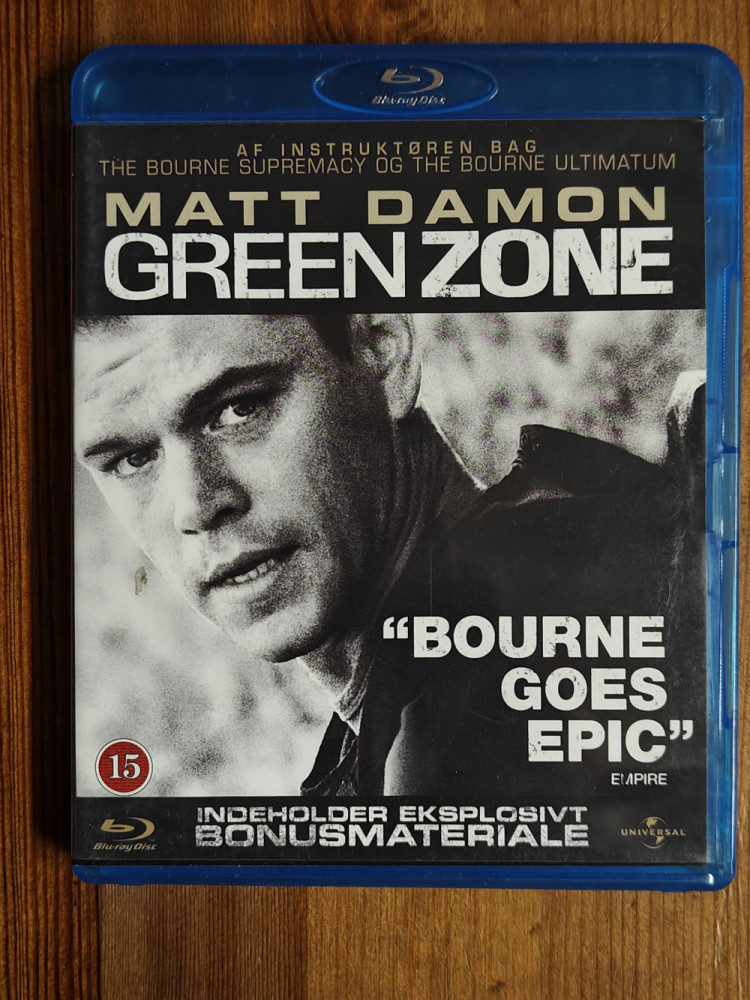 Blu-ray Disc
AF INSTRUKTØREN BAG
THE BOURNE SUPREMACY OG THE BOURNE ULTIMATUM
MATT DAMON
GREEN ZONE
“BOURNE
GOES
EPIC”
EMPIRE
15
INDEHOLDER EKSPLOSIVT
BONUSMATERIALE
Blu-ray Disc
UNIVERSAL